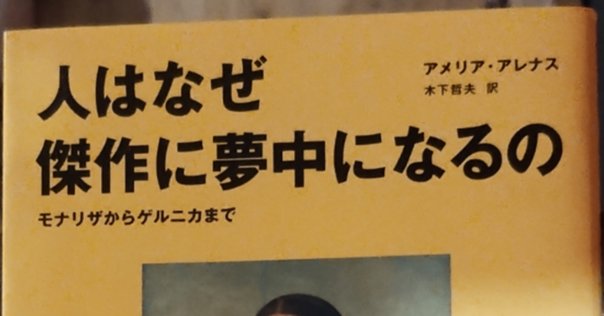 人はなぜ
傑作に夢中になるの
モナリザからゲルニカまで
アメリア・アレナス
木下哲夫 訳